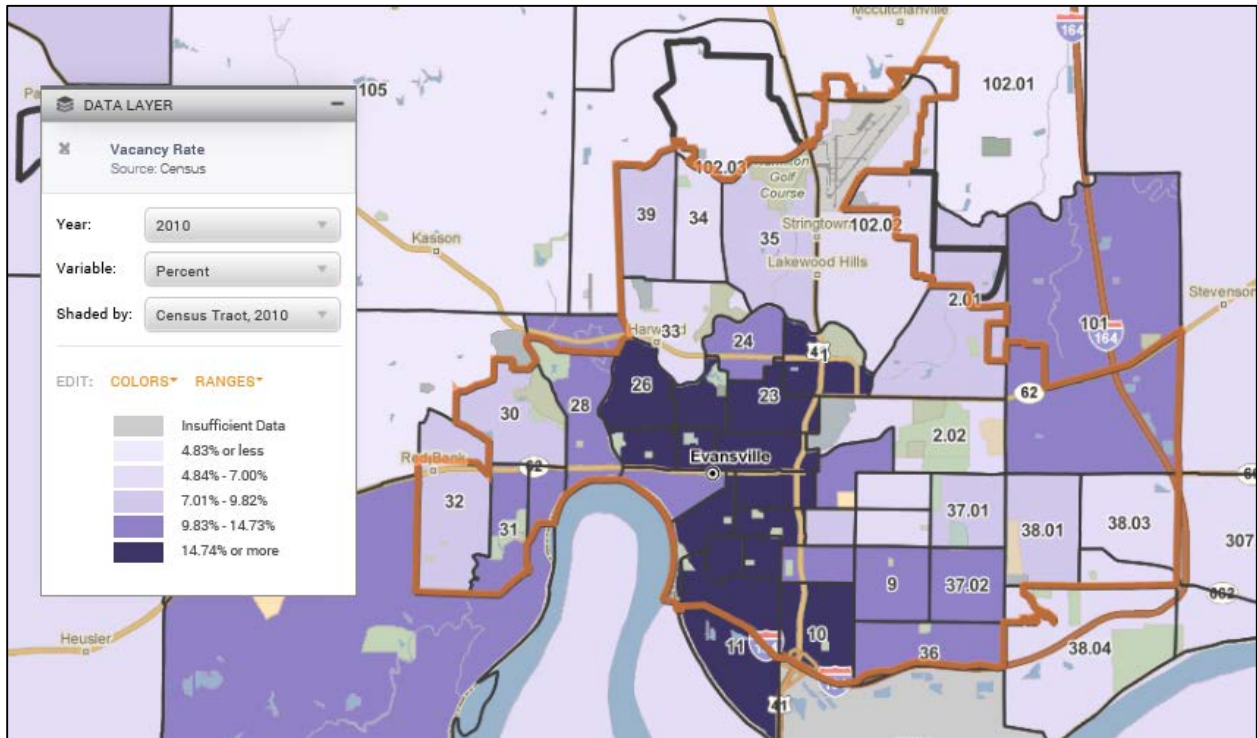 Mccutchanville
164
105
DATA LAYER
Vacancy Rate
Source: Census
Year:
2010
Variable:
Percent
Shaded by:
Census Tract, 2010
EDIT:
COLORS
RANGES
Insufficient Data
4.83% or less
4.84% - 7.00%
7.01% - 9.82%
9.83% - 14.73%
14.74% or more
102.01
102.03
Golf
Course
39
34
35
Stringtown
102.02
Kasson
Lakewood Hills
2.01
Stevenson
101
164
33
24
41
1
26
23
62
28
30
2.02
Evansville
Red Bank
62
32
31
37.01
38.01
38.03
307
9
37.02
662
Heusler
11
10
36
38.04
41